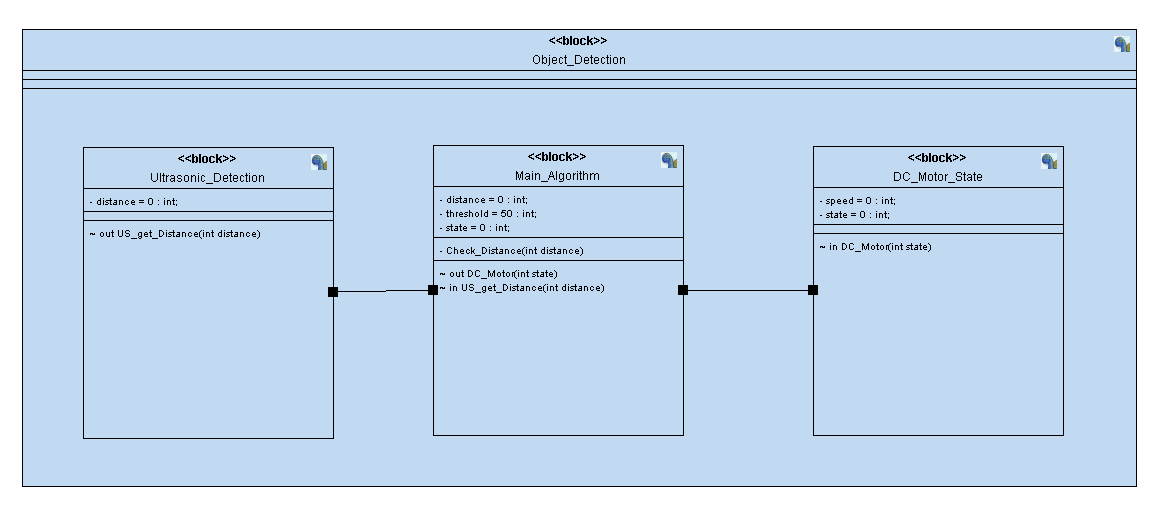 <<block>>
Object_Detection
<<block>>
Ultrasonic_Detection
- distance = 0 : int;
~ out US_get_Distance(int distance)
<<block>>
Main_Algorithm
- distance = 0 : int;
- threshold = 50 : int;
- state = 0 : int;
- Check_Distance(int distance)
~ out DC_Motor(int state)
~ in US_get_Distance(int distance)
<<block>>
DC_Motor_State
- speed = 0 : int;
- state = 0 : int;
~ in DC_Motor(int state)